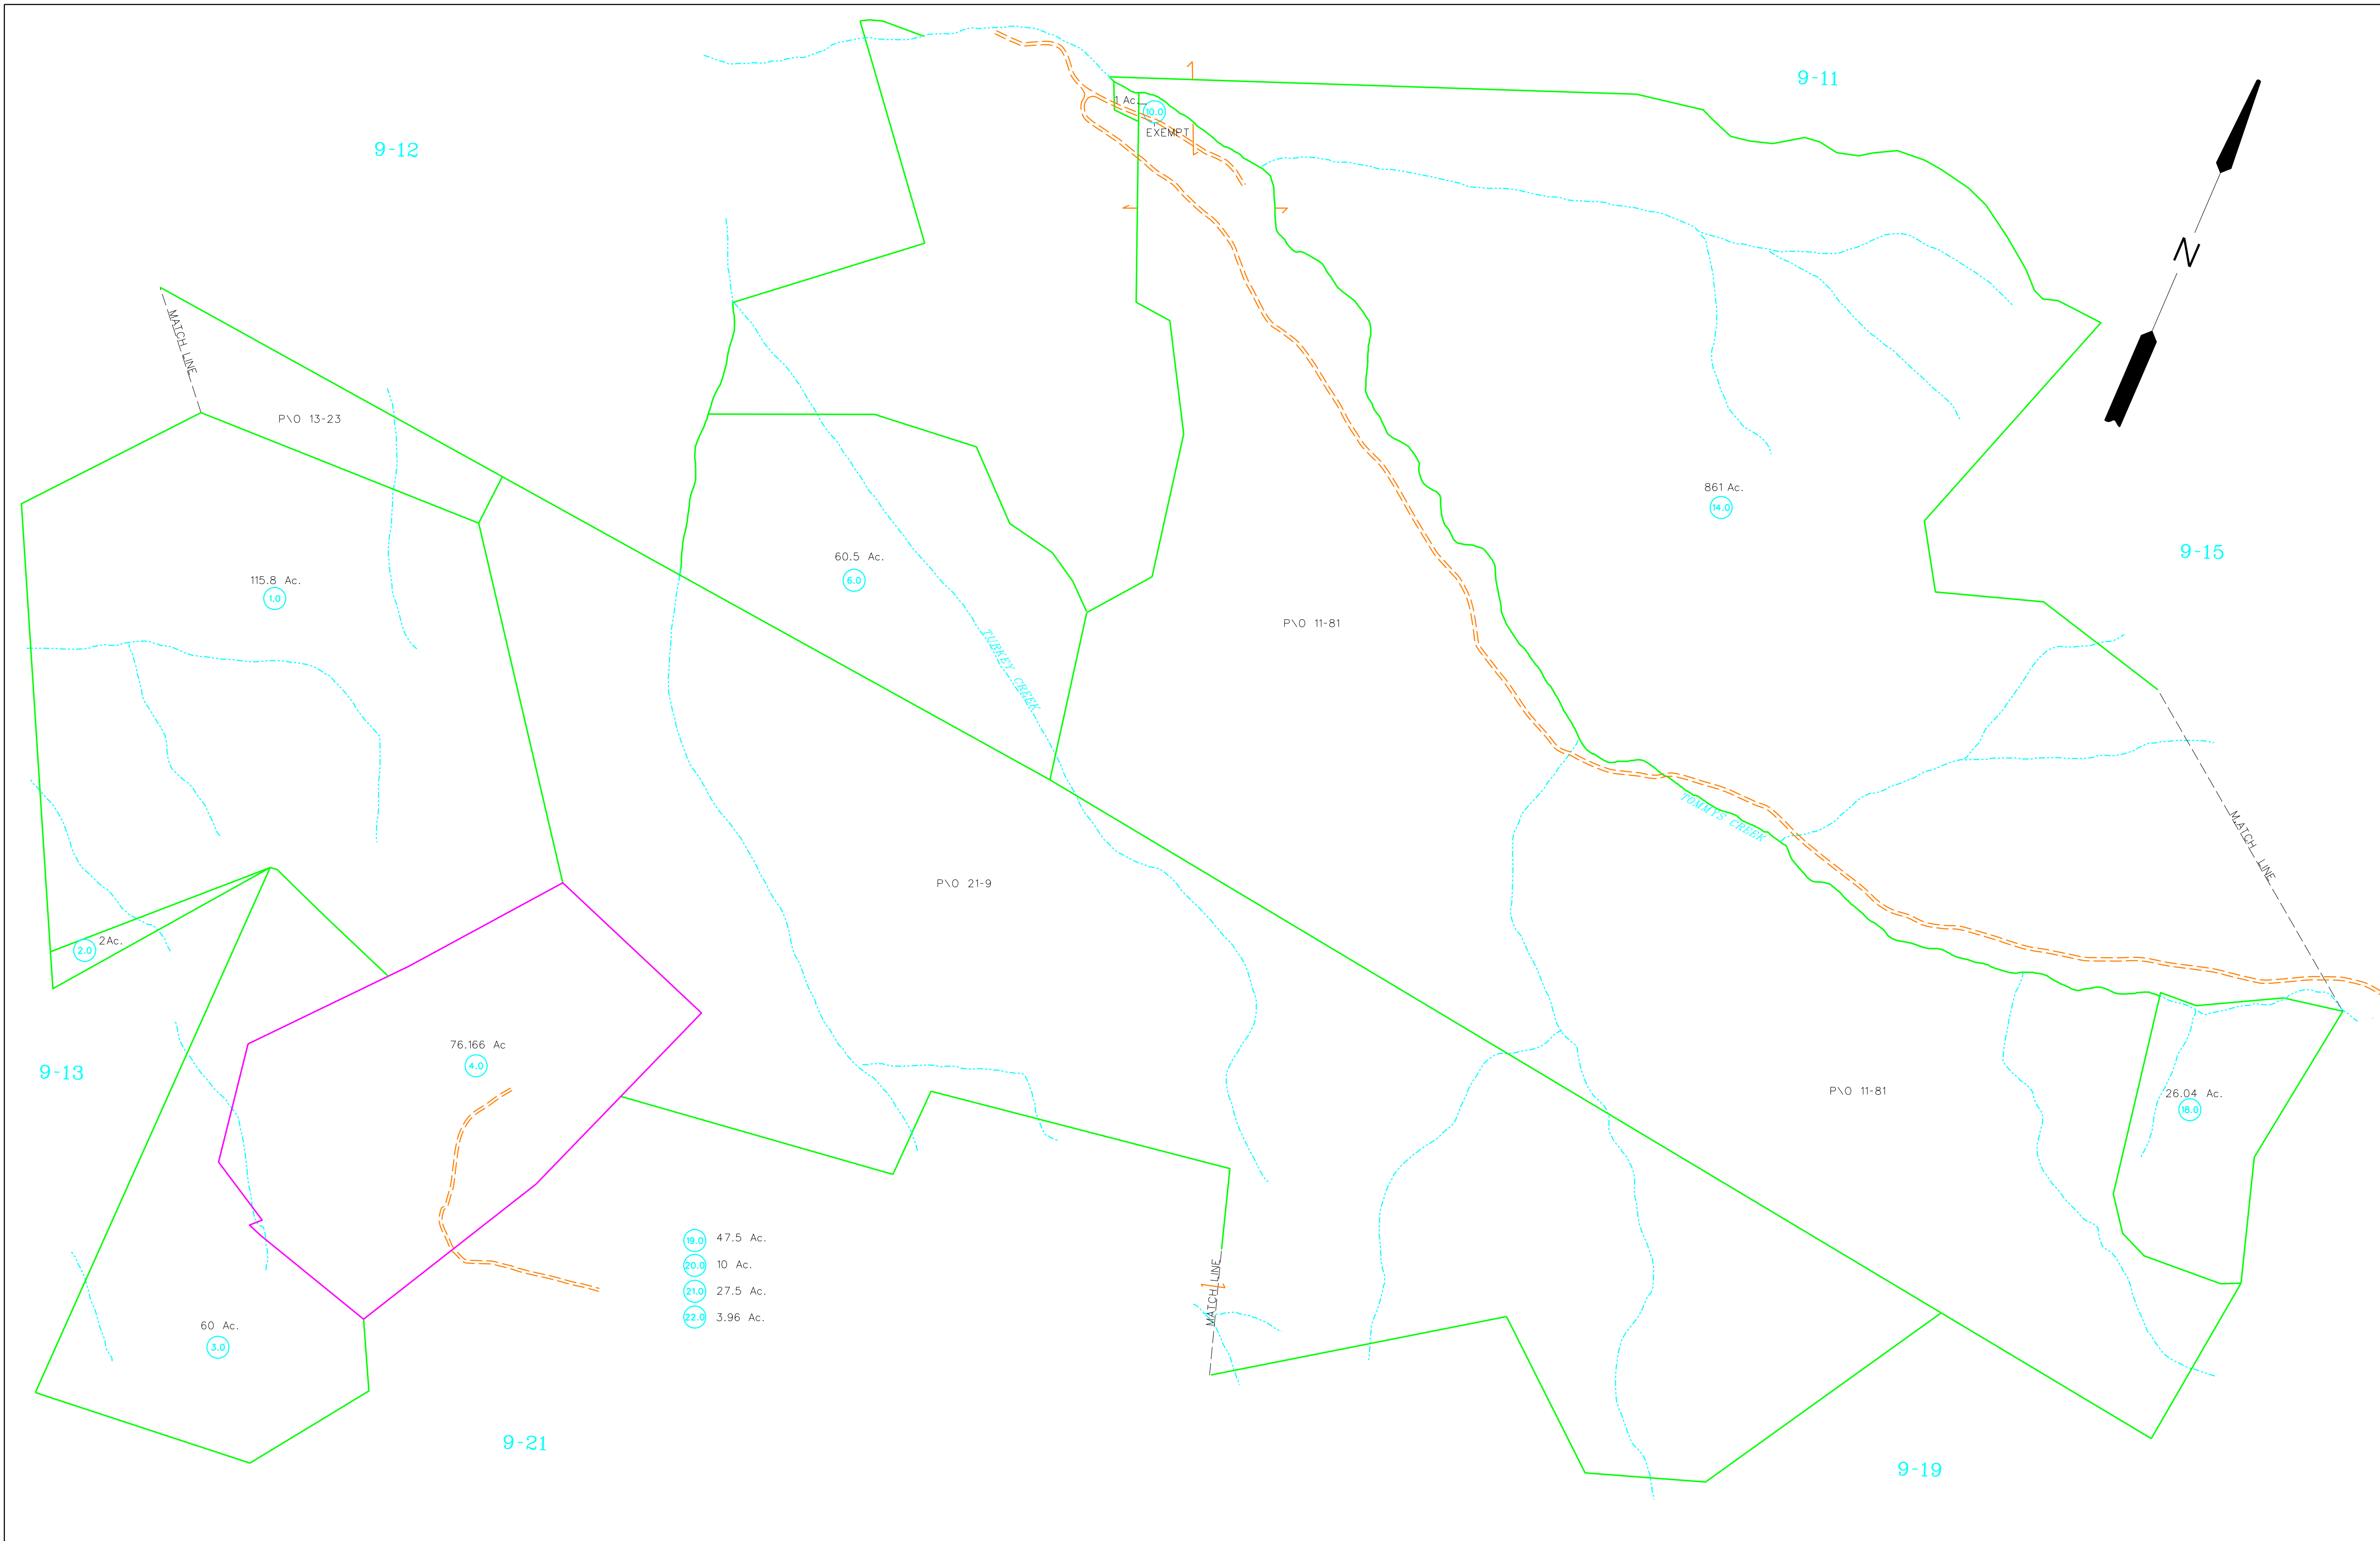 9-11
1 Ac.
10.0
EXEMPT
9-12
N
MATCH LINE
P\O 13-23
861 Ac.
14.0
9-15
60.5 Ac.
6.0
115.8 Ac.
1.0
P\O 11-81
TURKEY CREEK
TOMMYS CREEK
MATCH LINE
P\O 21-9
2Ac.
2.0
76.166 Ac
4.0
9-13
P\O 11-81
26.04 Ac.
18.0
19.0 47.5 Ac.
20.0 10 Ac.
21.0 27.5 Ac.
22.0 3.96 Ac.
MATCH LINE
60 Ac.
3.0
9-21
9-19